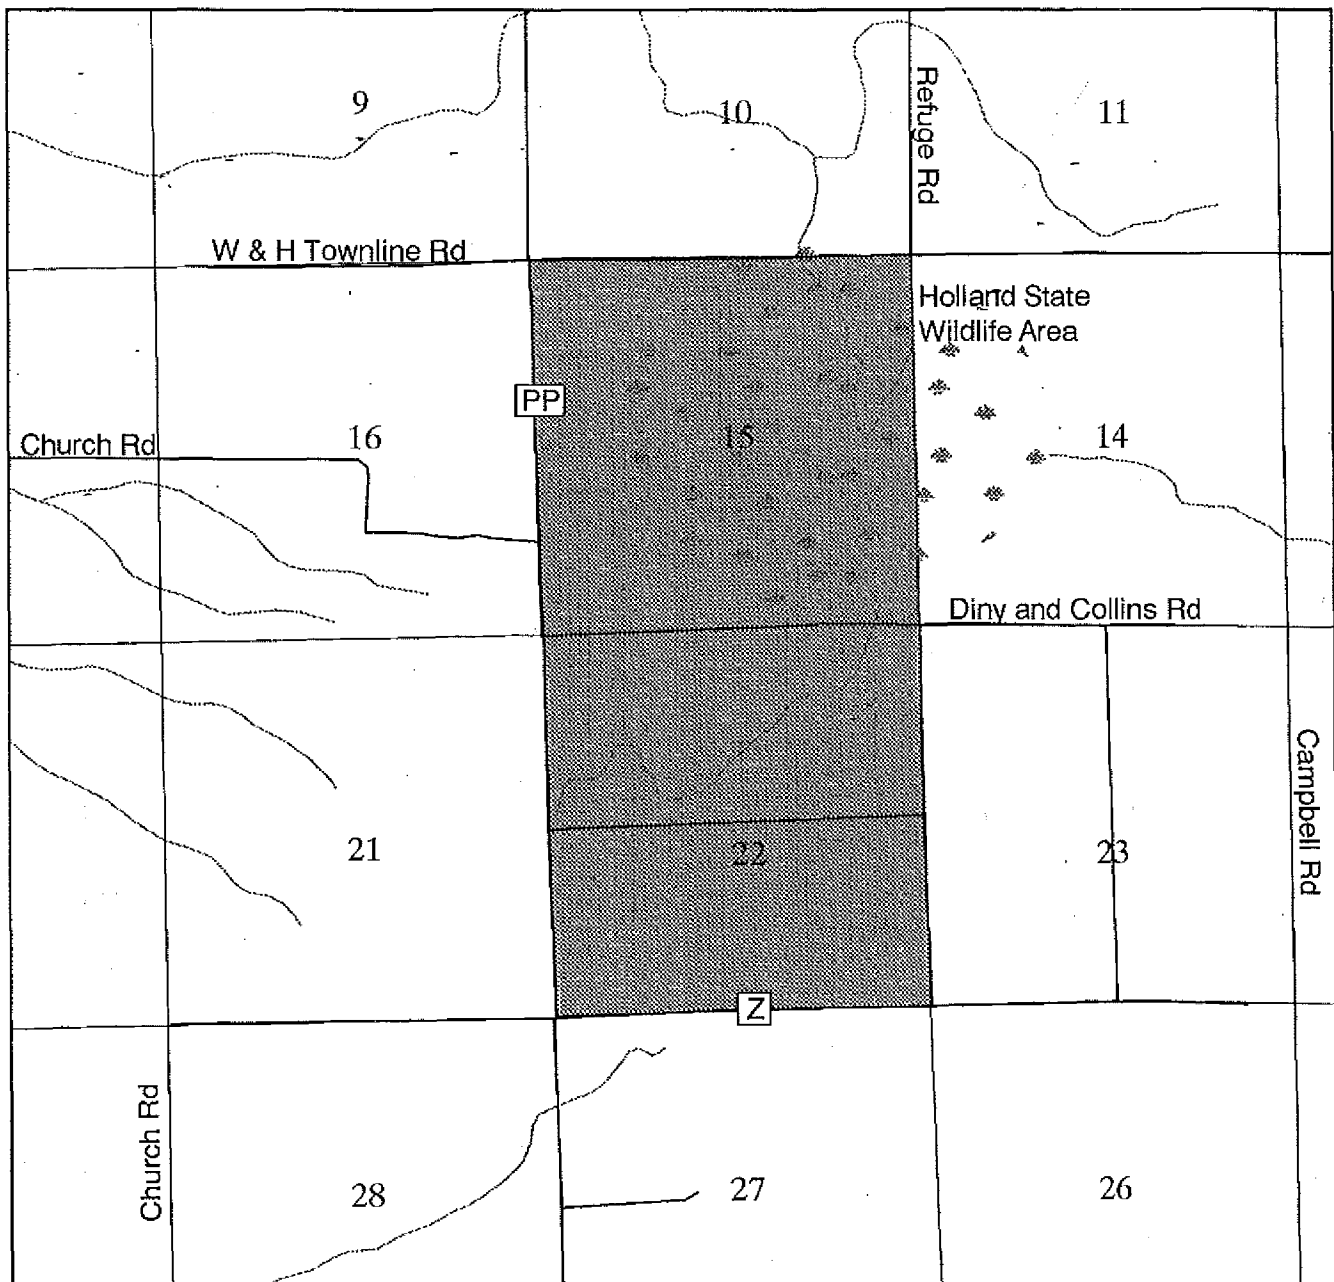 9
10
11
Refuge Rd
W & H Townline Rd
Holland State
Wildlife Area
PP
Church Rd
16
15
14
Diny and Collins Rd
Campbell Rd
21
22
23
Z
Church Rd
28
27
26